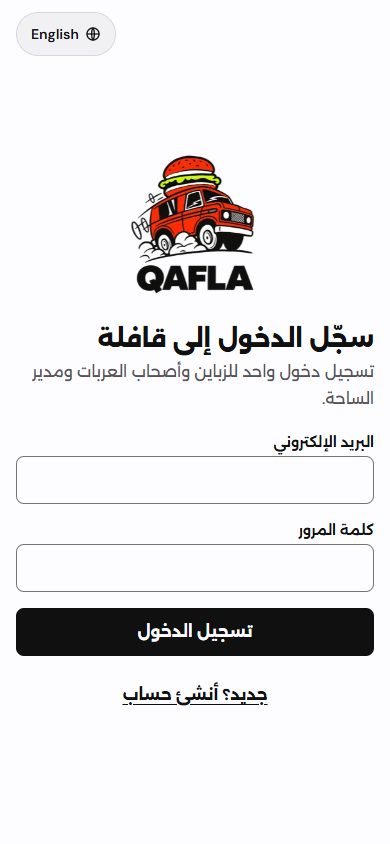 English
QAFLA
سجّل الدخول إلى قافلة
تسجيل دخول واحد للزباين وأصحاب العربات ومدير
الساحة.
البريد الإلكتروني
كلمة المرور
تسجيل الدخول
جديد؟ أنشئ حساب